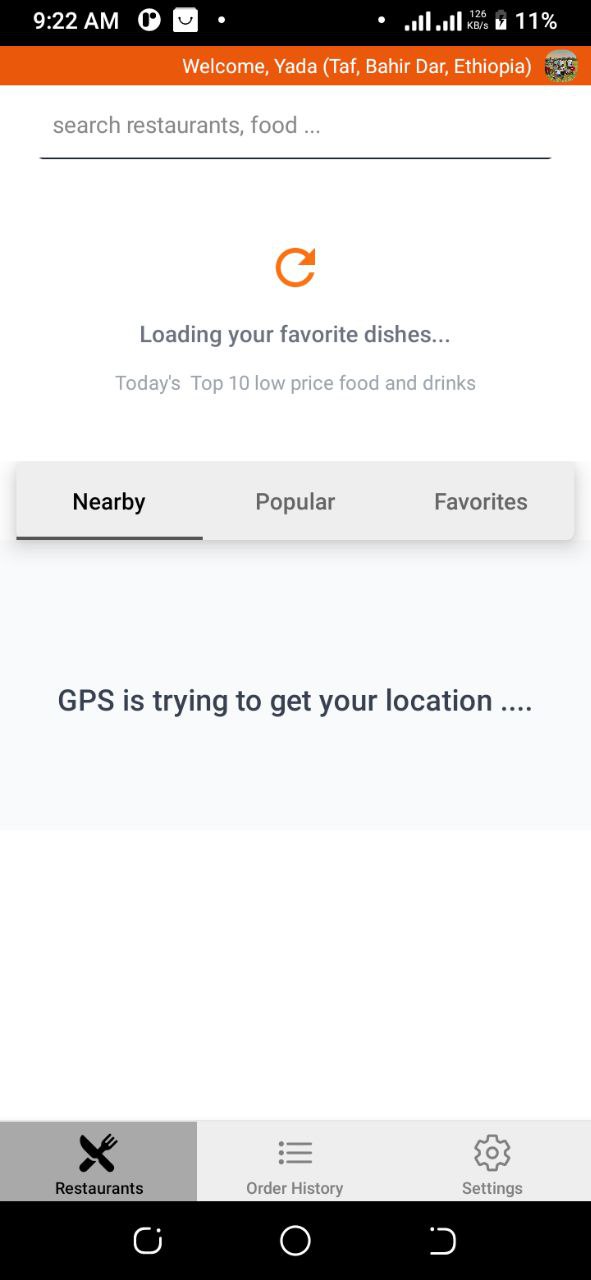 9:22 AM
126
KB/s
11%
Welcome, Yada (Taf, Bahir Dar, Ethiopia)
search restaurants, food ...
Loading your favorite dishes...
Today's  Top 10 low price food and drinks
Nearby Popular Favorites
GPS is trying to get your location ....
Restaurants Order History Settings